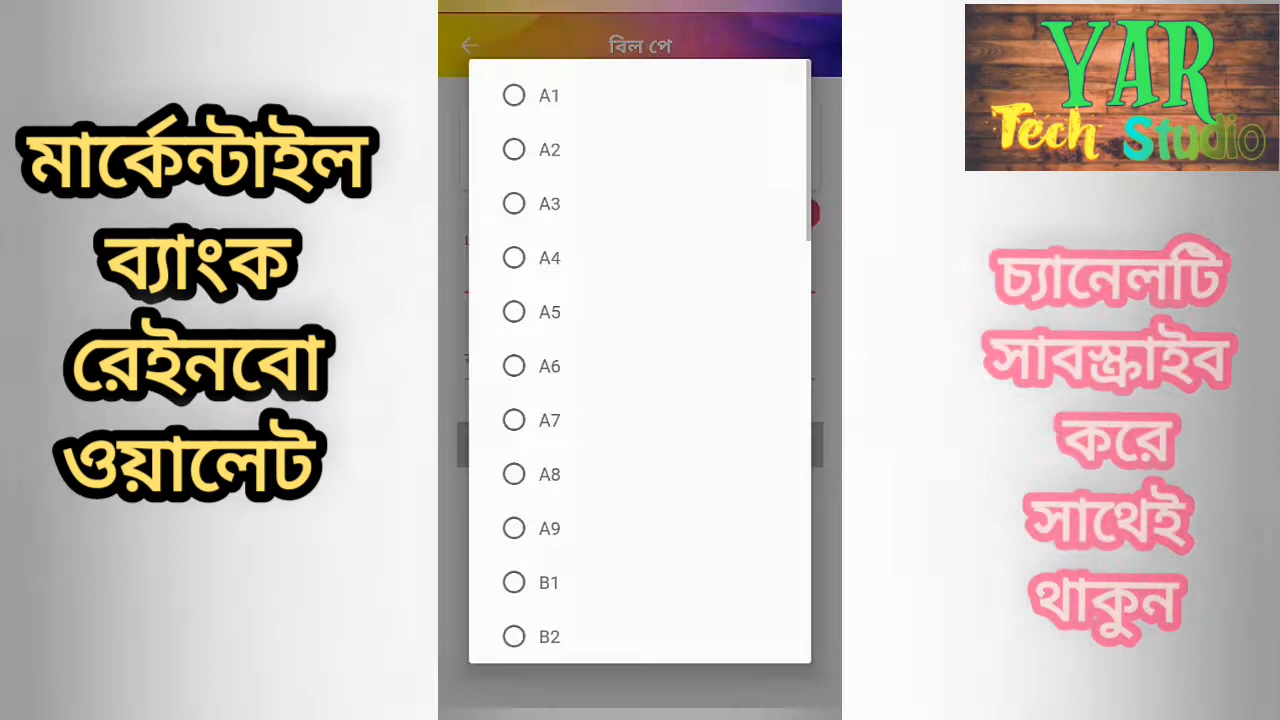 মার্কেন্টাইল
ব্যাংক
রেইনবো
ওয়ালেট
বিল পে
A1
A2
A3
A4
A5
A6
A7
A8
A9
B1
B2
YAR
Tech Studio
চ্যানেলটি
সাবস্ক্রাইব
করে
সাথেই
থাকুন